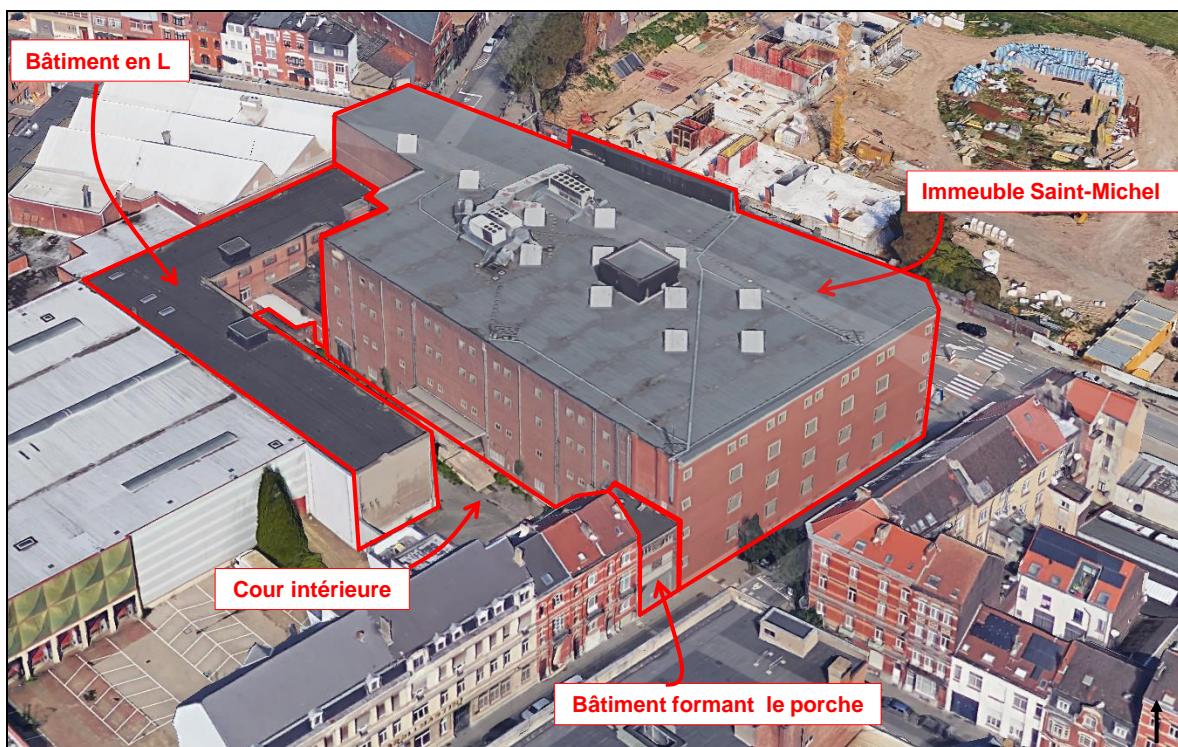 Bâtiment en L
Immeuble Saint-Michel
Cour intérieure
Bâtiment formant le porche